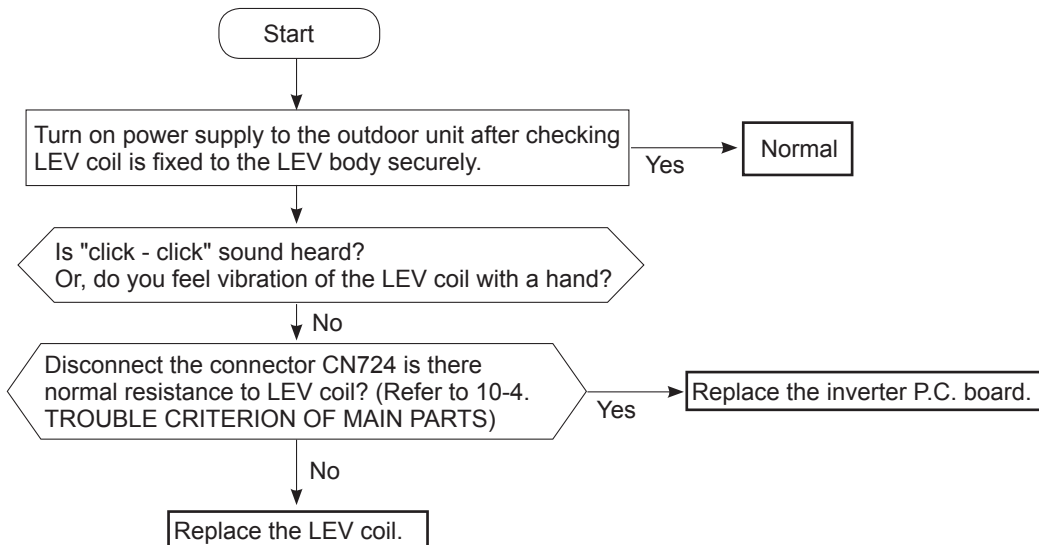 Start
Turn on power supply to the outdoor unit after checking
LEV coil is fixed to the LEV body securely.
Yes
Normal
Is "click - click" sound heard?
Or, do you feel vibration of the LEV coil with a hand?
No
Disconnect the connector CN724 is there
normal resistance to LEV coil? (Refer to 10-4.
TROUBLE CRITERION OF MAIN PARTS)
Yes
Replace the inverter P.C. board.
No
Replace the LEV coil.